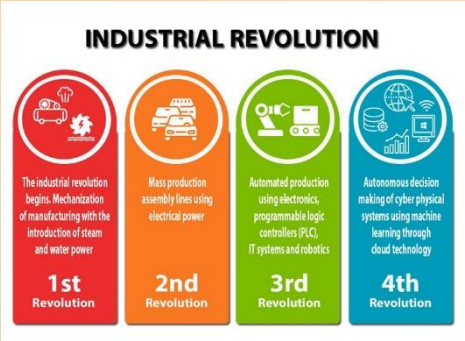 INDUSTRIAL REVOLUTION
The industrial revolution
begins. Mechanization
of manufacturing with the
introduction of steam
and water power
1st
Revolution
Mass production
assembly lines using
electrical power
2nd
Revolution
Automated production
using electronics,
programmable logic
controllers (PLC),
IT systems and robotics
3rd
Revolution
Autonomous decision
making of cyber physical
systems using machine
learning through
cloud technology
4th
Revolution